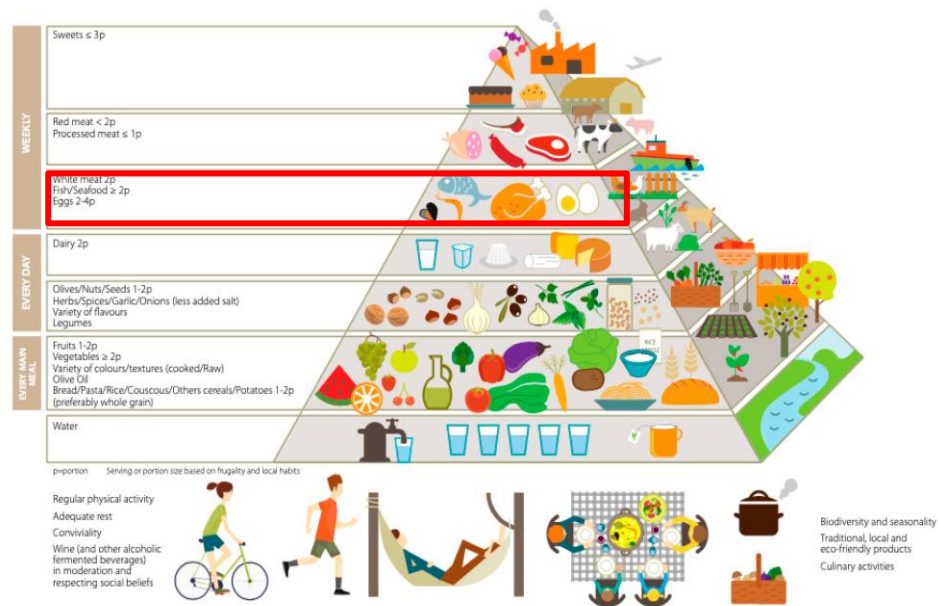 WEEKLY
Sweets ≤ 3p
Red meat < 2p
Processed meat ≤ 1p
White meat 2p
Fish/Seafood ≥ 2p
Eggs 2-4p
EVERY DAY
Dairy 2p
Olives/Nuts/Seeds 1-2p
Herbs/Spices/Garlic/Onions (less added salt)
Variety of flavours
Legumes
EVERY MAIN
MEAL
Fruits 1-2p
Vegetables ≥ 2p
Variety of colours/textures (cooked/Raw)
Olive Oil
Bread/Pasta/Rice/Couscous/Others cereals/Potatoes 1-2p
(preferably whole grain)
RICE
Water
p=portion Serving or portion size based on frugality and local habits
Regular physical activity
Adequate rest
Conviviality
Wine (and other alcoholic
fermented beverages)
in moderation and
respecting social beliefs
Biodiversity and seasonality
Traditional, local and
eco-friendly products
Culinary activities